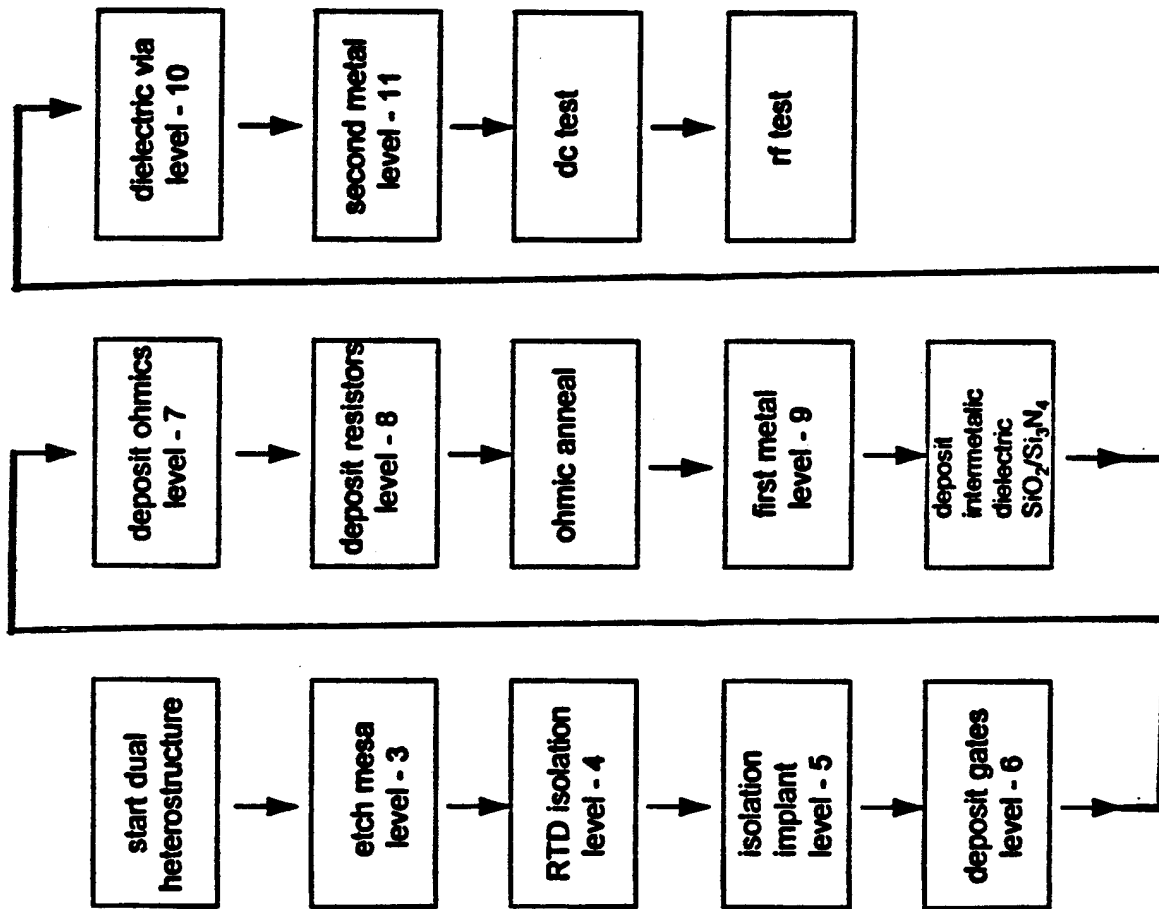 start dual
heterostructure
etch mesa
level - 3
RTD isolation
level - 4
isolation
implant
level - 5
deposit gates
level - 6
deposit ohmics
level - 7
deposit resistors
level - 8
ohmic anneal
first metal
level - 9
deposit
intermetalic
dielectric
SiO₂/Si₃N₄
dielectric via
level - 10
second metal
level - 11
dc test
rf test